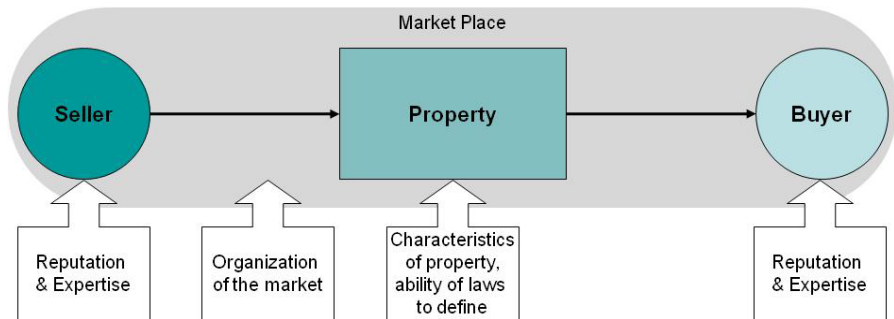 Market Place
Seller
Property
Buyer
Reputation
& Expertise
Organization
of the market
Characteristics
of property,
ability of laws
to define
Reputation
& Expertise